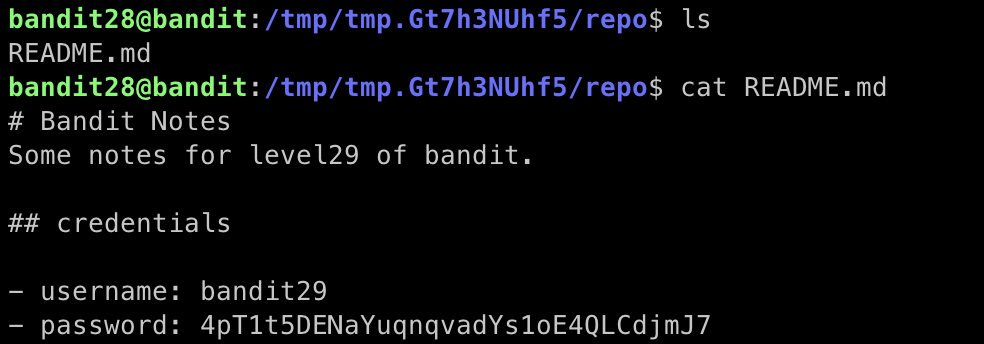 bandit28@bandit:/tmp/tmp.Gt7h3NUhf5/repo$ ls
README.md
bandit28@bandit:/tmp/tmp.Gt7h3NUhf5/repo$ cat README.md
# Bandit Notes
Some notes for level29 of bandit.
## credentials
- username: bandit29
- password: 4pT1t5DENaYuqnqvadYs1oE4QLCdjmJ7